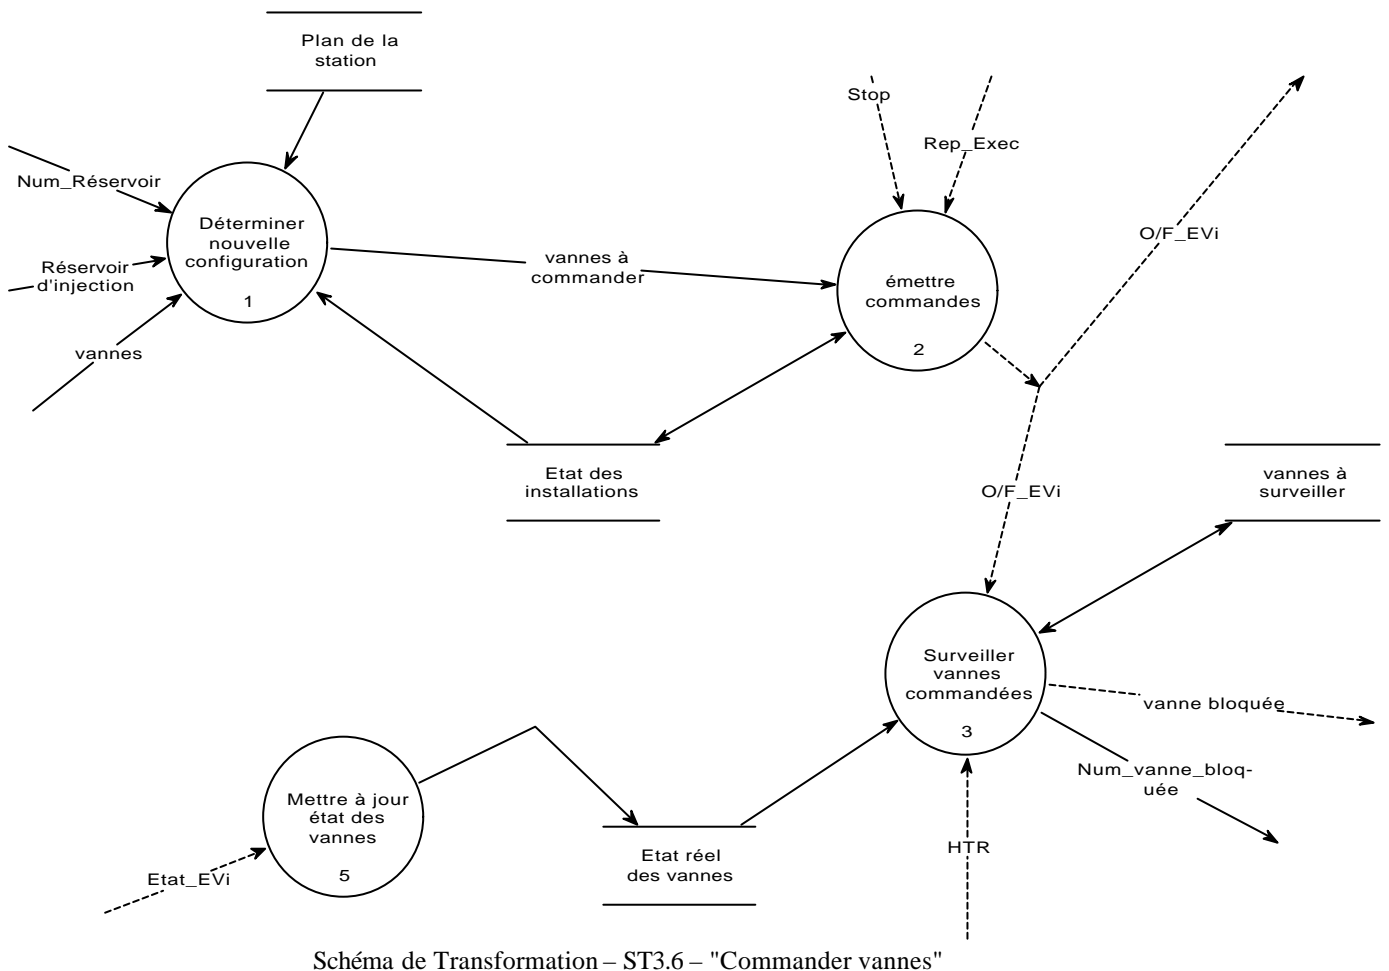 Plan de la
station
Stop
Rep_Exec
Num_Réservoir
Déterminer
nouvelle
configuration
1
Réservoir
d'injection
vannes
vannes à
commander
émettre
commandes
2
O/F_EVi
Etat des
installations
O/F_EVi
vannes à
surveiller
Surveiller
vannes
commandées
3
vanne bloquée
Num_vanne_bloq-
uée
HTR
Mettre à jour
état des
vannes
5
Etat_EVi
Etat réel
des vannes
Schéma de Transformation – ST3.6 – "Commander vannes"